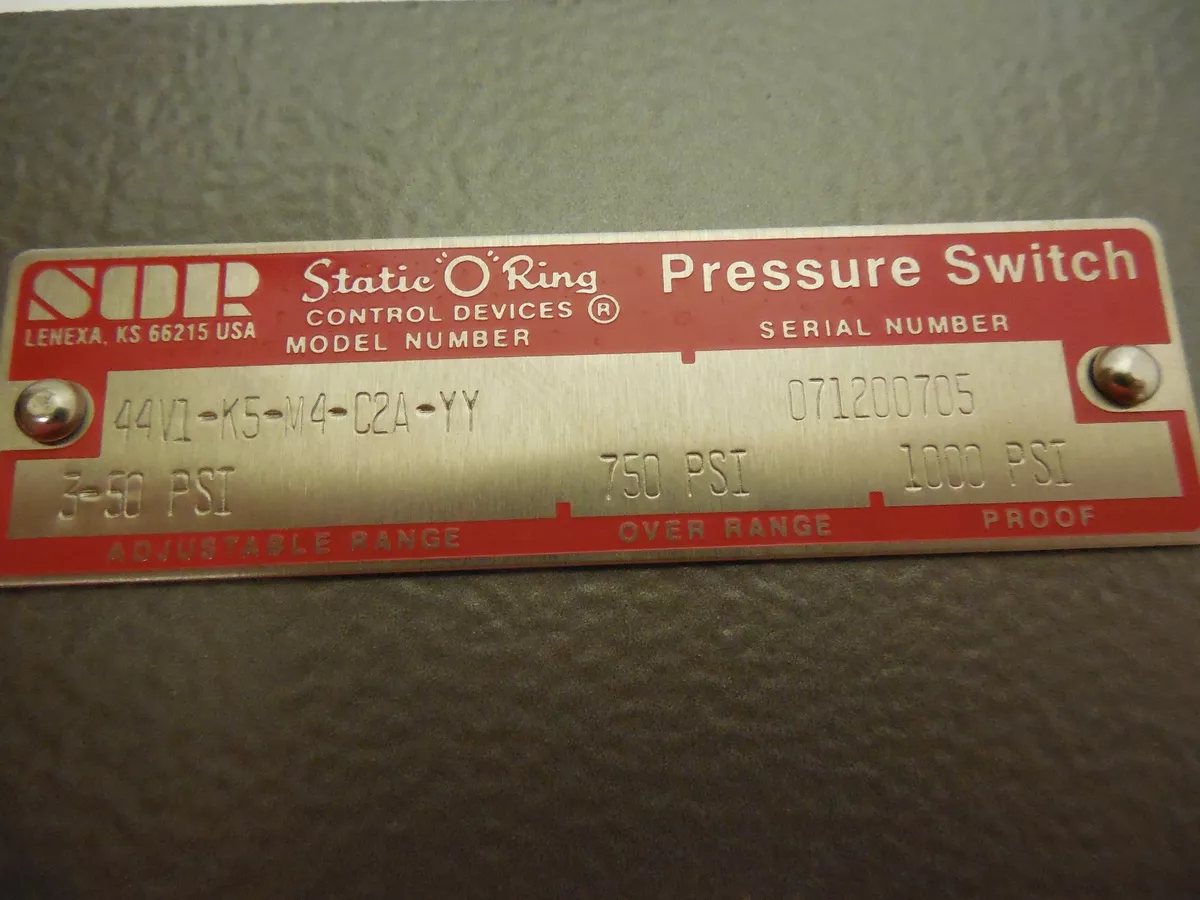 SOR Static "O" Ring Pressure Switch
LENEXA, KS 66215 USA CONTROL DEVICES ®
MODEL NUMBER SERIAL NUMBER
44V1-K5-M4-C2A-YY 071200705
3-50 PSI 750 PSI 1000 PSI
ADJUSTABLE RANGE OVER RANGE PROOF